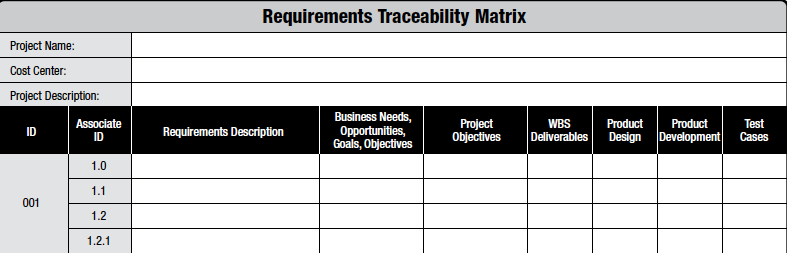 Requirements Traceability Matrix
Project Name:
Cost Center:
Project Description:
ID
Associate
ID
Requirements Description
Business Needs,
Opportunities,
Goals, Objectives
Project
Objectives
WBS
Deliverables
Product
Design
Product
Development
Test
Cases
001
1.0
1.1
1.2
1.2.1